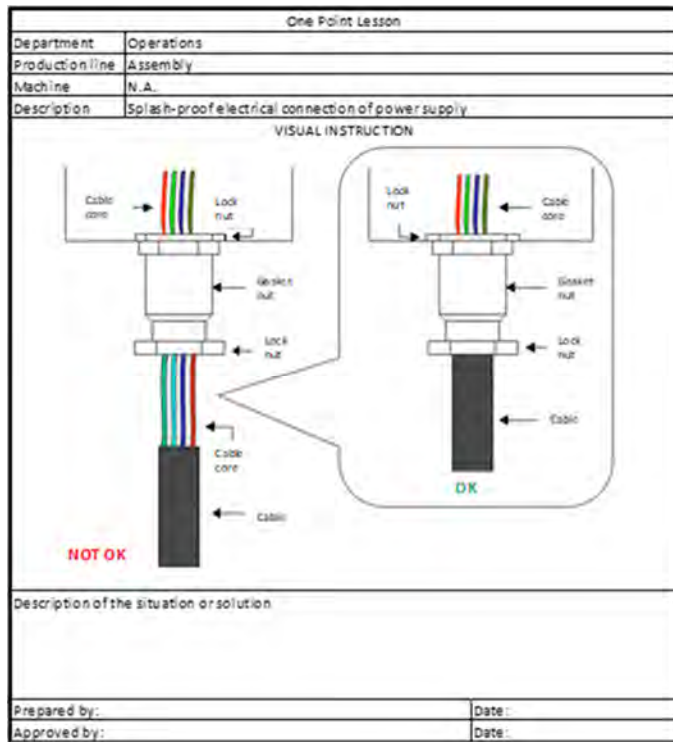 One Point Lesson
Department Operations
Production line Assembly
Machine N.A.
Description Splash-proof electrical connection of power supply
VISUAL INSTRUCTION
Cable
core
Lock
nut
Gasket
nut
Lock
nut
Cable
core
Cable
NOT OK
Lock
nut
Cable
core
Gasket
nut
Lock
nut
Cable
OK
Description of the situation or solution
Prepared by: Date:
Approved by: Date: